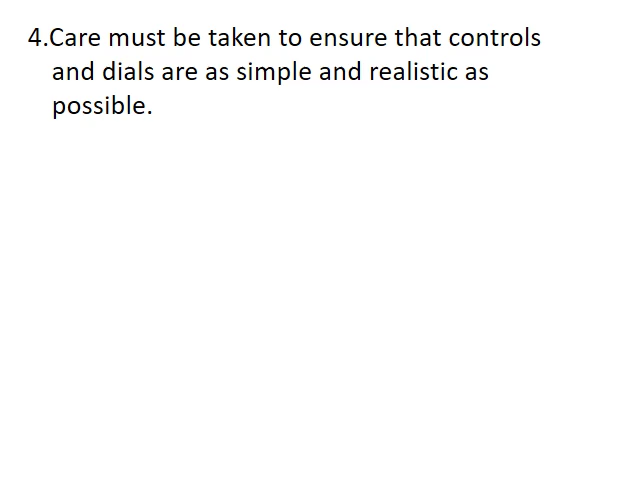 4.Care must be taken to ensure that controls
and dials are as simple and realistic as
possible.